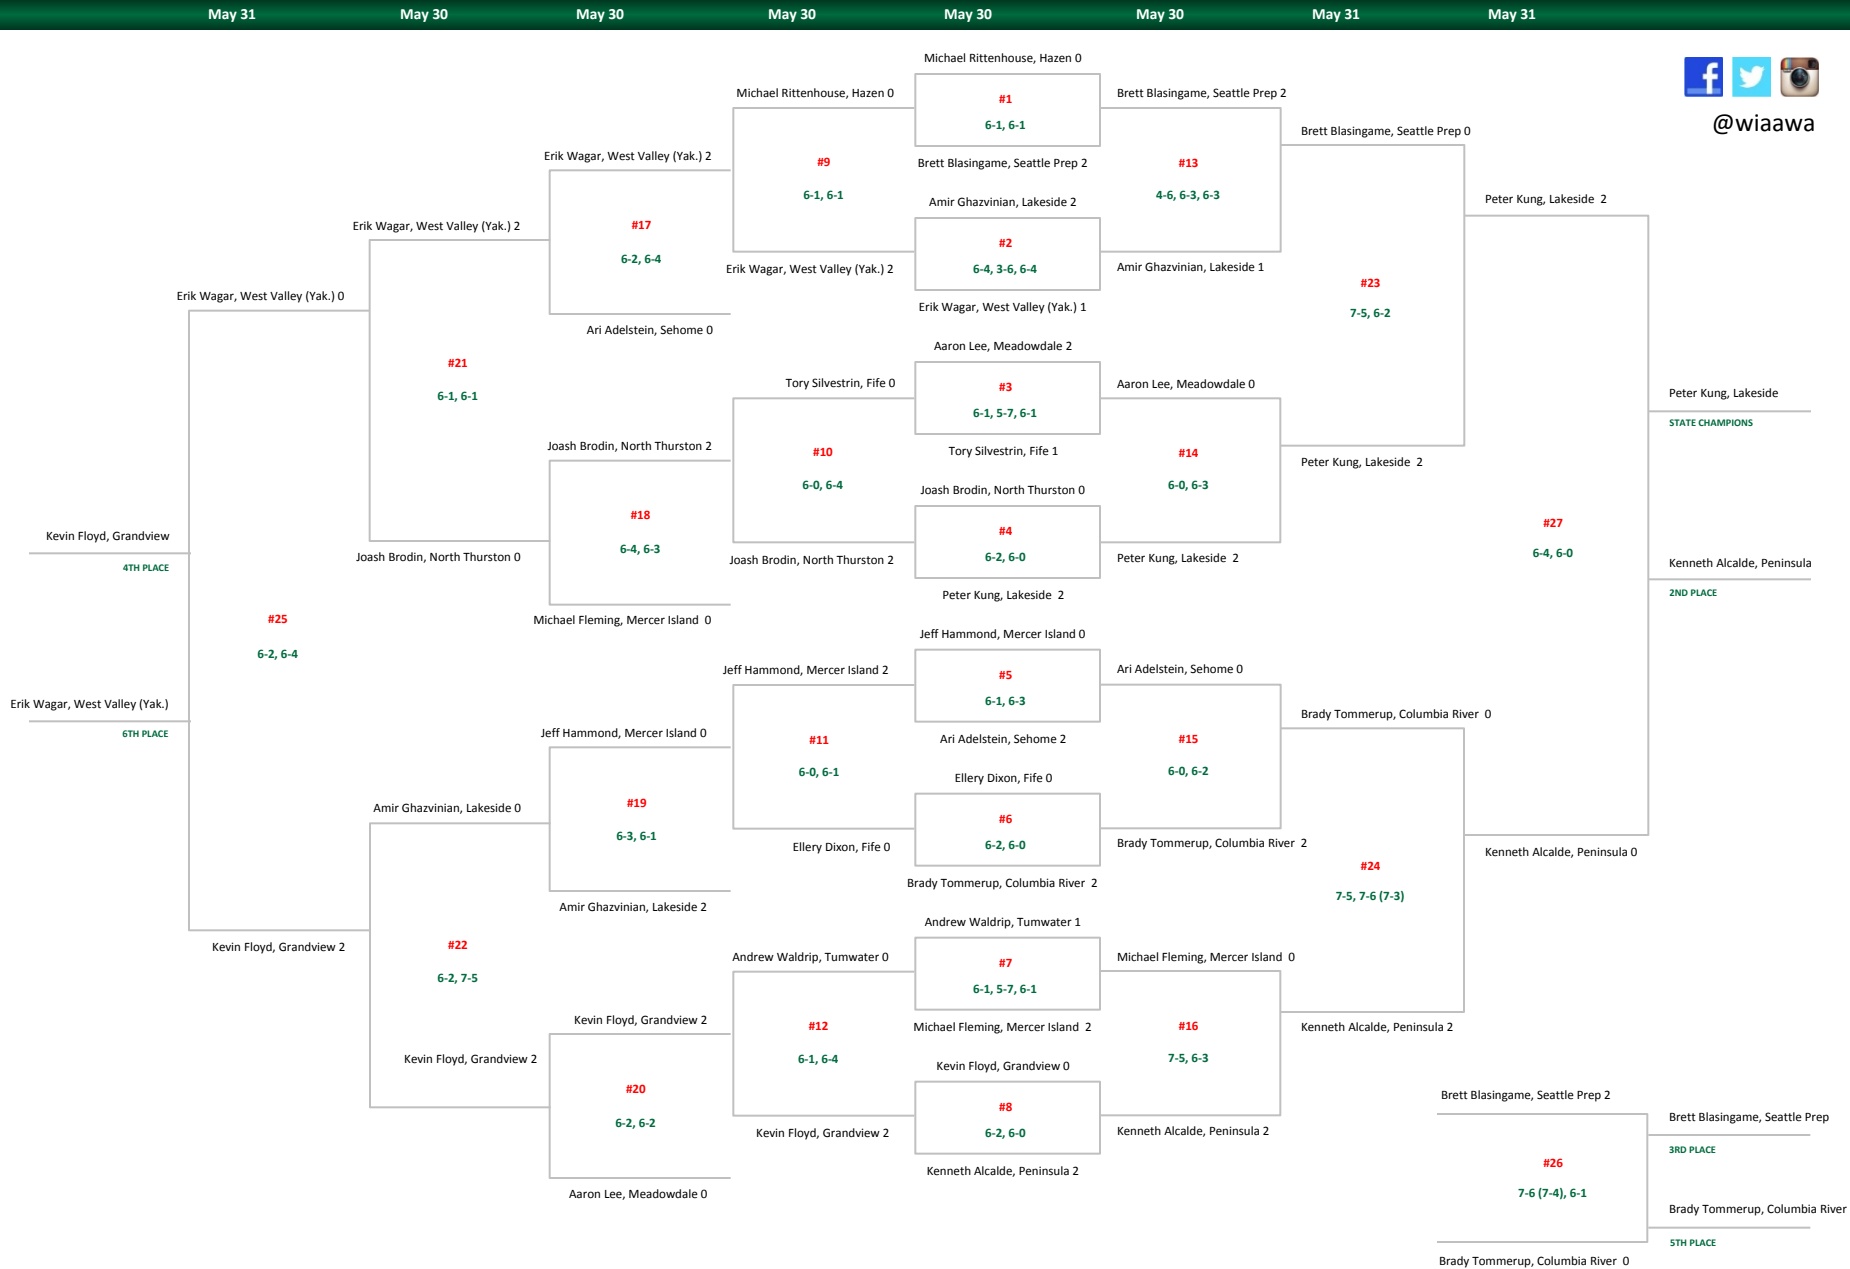 May 31 May 30 May 30 May 30 May 30 May 30 May 31 May 31
@wiaawa
Michael Rittenhouse, Hazen 0
#1
6-1, 6-1
Brett Blasingame, Seattle Prep 2
Amir Ghazvinian, Lakeside 2
#2
6-4, 3-6, 6-4
Erik Wagar, West Valley (Yak.) 1
Aaron Lee, Meadowdale 2
#3
6-1, 5-7, 6-1
Tory Silvestrin, Fife 1
Joash Brodin, North Thurston 0
#4
6-2, 6-0
Peter Kung, Lakeside 2
Jeff Hammond, Mercer Island 0
#5
6-1, 6-3
Ari Adelstein, Sehome 2
Ellery Dixon, Fife 0
#6
6-2, 6-0
Brady Tommerup, Columbia River 2
Andrew Waldrip, Tumwater 1
#7
6-1, 5-7, 6-1
Michael Fleming, Mercer Island 2
Kevin Floyd, Grandview 0
#8
6-2, 6-0
Kenneth Alcalde, Peninsula 2
Michael Rittenhouse, Hazen 0
#9
6-1, 6-1
Erik Wagar, West Valley (Yak.) 2
Tory Silvestrin, Fife 0
#10
6-0, 6-4
Joash Brodin, North Thurston 2
Jeff Hammond, Mercer Island 2
#11
6-0, 6-1
Ellery Dixon, Fife 0
Andrew Waldrip, Tumwater 0
#12
6-1, 6-4
Kevin Floyd, Grandview 2
Brett Blasingame, Seattle Prep 2
#13
4-6, 6-3, 6-3
Amir Ghazvinian, Lakeside 1
Aaron Lee, Meadowdale 0
#14
6-0, 6-3
Peter Kung, Lakeside 2
Ari Adelstein, Sehome 0
#15
6-0, 6-2
Brady Tommerup, Columbia River 2
Michael Fleming, Mercer Island 0
#16
7-5, 6-3
Kenneth Alcalde, Peninsula 2
Erik Wagar, West Valley (Yak.) 2
#17
6-2, 6-4
Ari Adelstein, Sehome 0
Joash Brodin, North Thurston 2
#18
6-4, 6-3
Michael Fleming, Mercer Island 0
Jeff Hammond, Mercer Island 0
#19
6-3, 6-1
Amir Ghazvinian, Lakeside 2
Kevin Floyd, Grandview 2
#20
6-2, 6-2
Aaron Lee, Meadowdale 0
Erik Wagar, West Valley (Yak.) 2
#21
6-1, 6-1
Joash Brodin, North Thurston 0
Amir Ghazvinian, Lakeside 0
#22
6-2, 7-5
Kevin Floyd, Grandview 2
Brett Blasingame, Seattle Prep 0
#23
7-5, 6-2
Peter Kung, Lakeside 2
Brady Tommerup, Columbia River 0
#24
7-5, 7-6 (7-3)
Kenneth Alcalde, Peninsula 2
Erik Wagar, West Valley (Yak.) 0
#25
6-2, 6-4
Kevin Floyd, Grandview 2
Kevin Floyd, Grandview
4TH PLACE
Erik Wagar, West Valley (Yak.)
6TH PLACE
Peter Kung, Lakeside 2
#27
6-4, 6-0
Kenneth Alcalde, Peninsula 0
Peter Kung, Lakeside
STATE CHAMPIONS
Kenneth Alcalde, Peninsula
2ND PLACE
Brett Blasingame, Seattle Prep 2
#26
7-6 (7-4), 6-1
Brady Tommerup, Columbia River 0
Brett Blasingame, Seattle Prep
3RD PLACE
Brady Tommerup, Columbia River
5TH PLACE